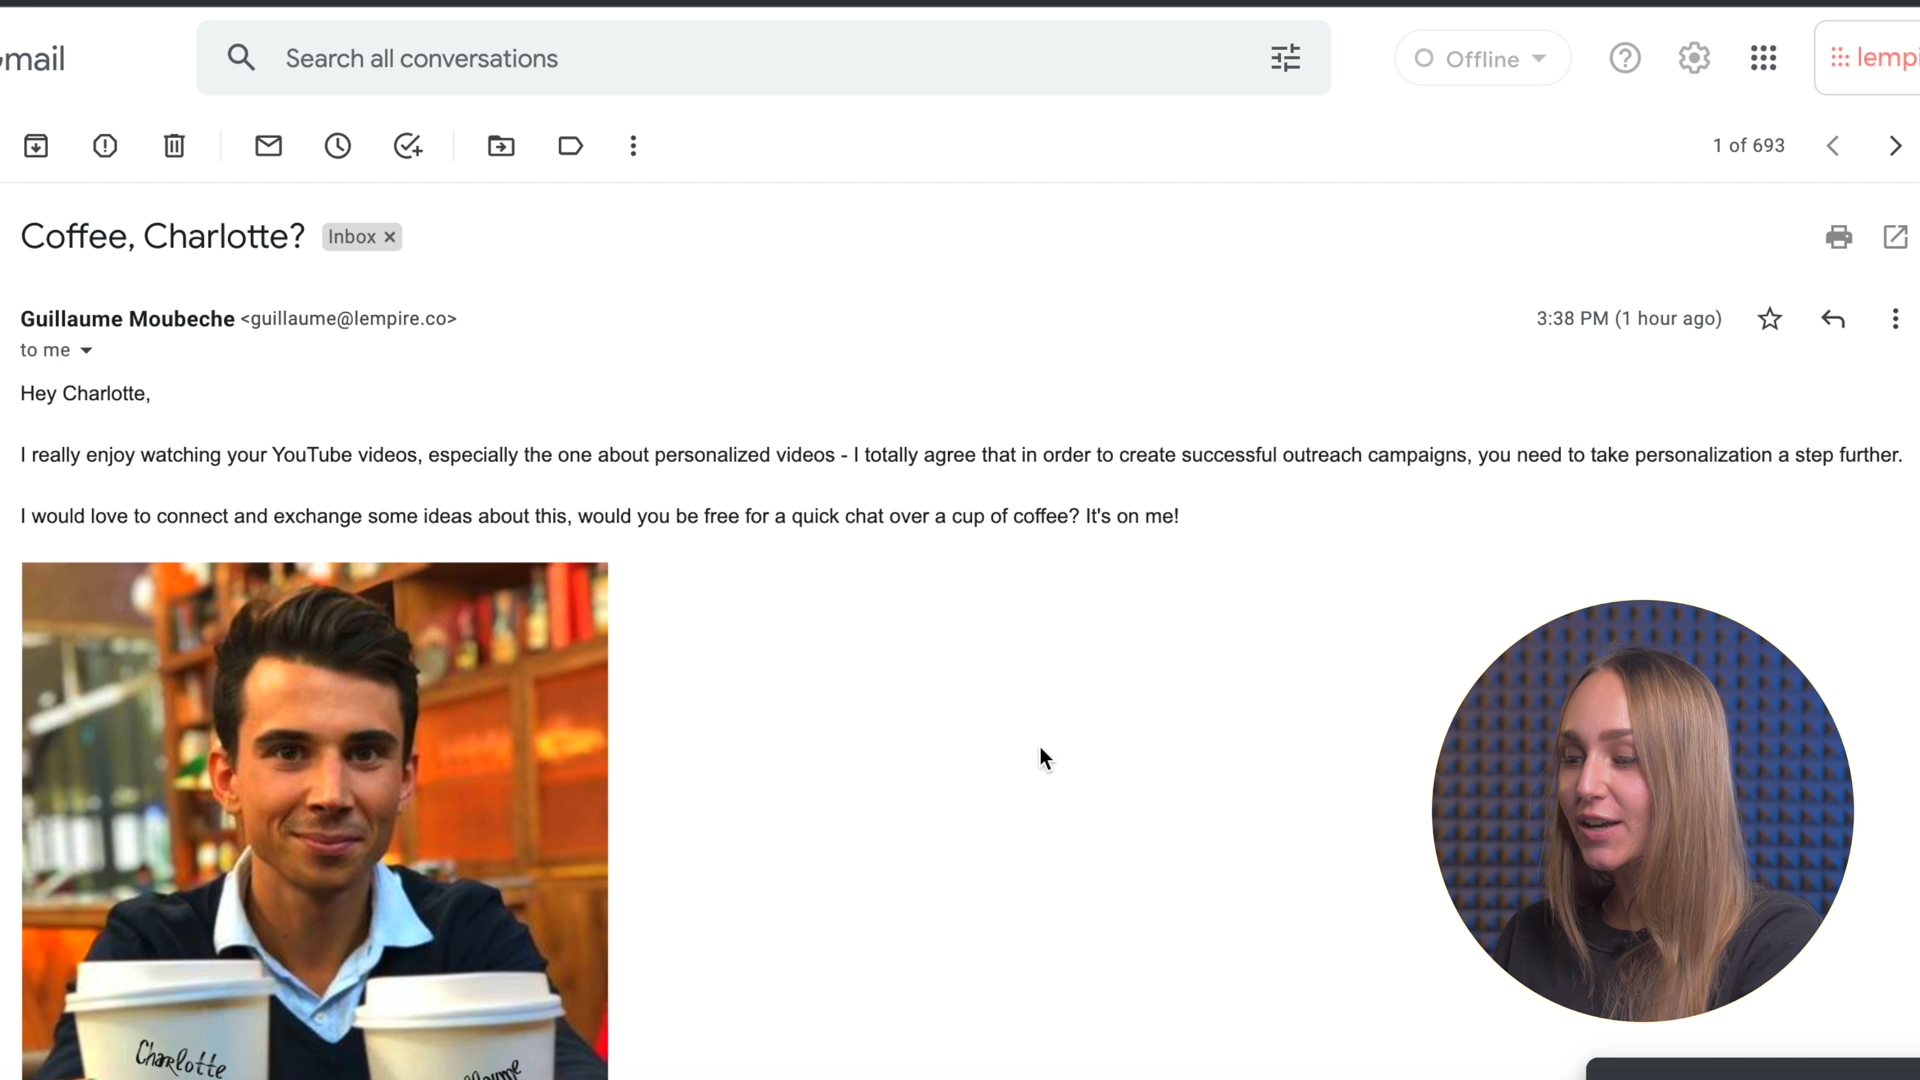 mail
Search all conversations
Offline
lemp
1 of 693
Coffee, Charlotte?
Inbox
Guillaume Moubeche <guillaume@lempire.co>
3:38 PM (1 hour ago)
to me
Hey Charlotte,
I really enjoy watching your YouTube videos, especially the one about personalized videos - I totally agree that in order to create successful outreach campaigns, you need to take personalization a step further.
I would love to connect and exchange some ideas about this, would you be free for a quick chat over a cup of coffee? It's on me!
Charlotte